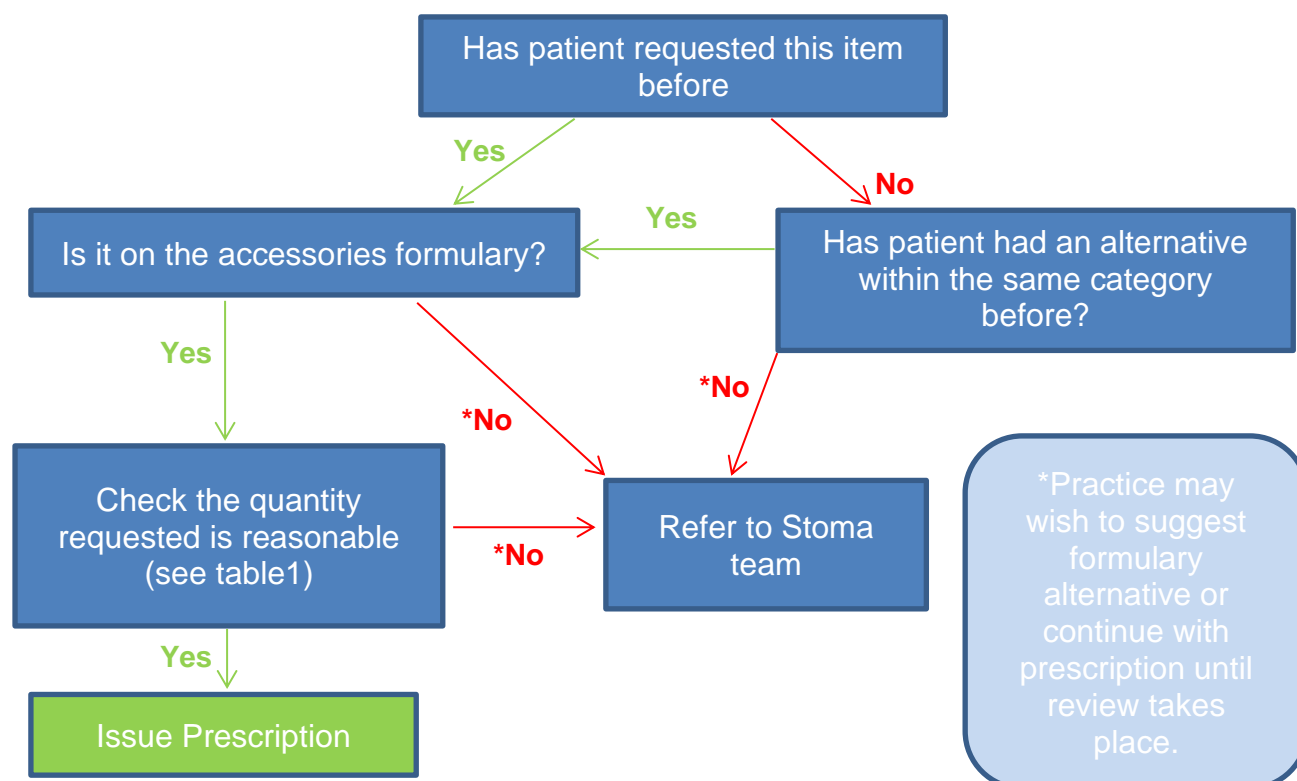 Has patient requested this item
before
Yes
No
Is it on the accessories formulary?
Yes
Has patient had an alternative
within the same category
before?
Yes
*No
*No
Check the quantity
requested is reasonable
(see table1)
*No
Refer to Stoma
team
*Practice may
wish to suggest
formulary
alternative or
continue with
prescription until
review takes
place.
Yes
Issue Prescription